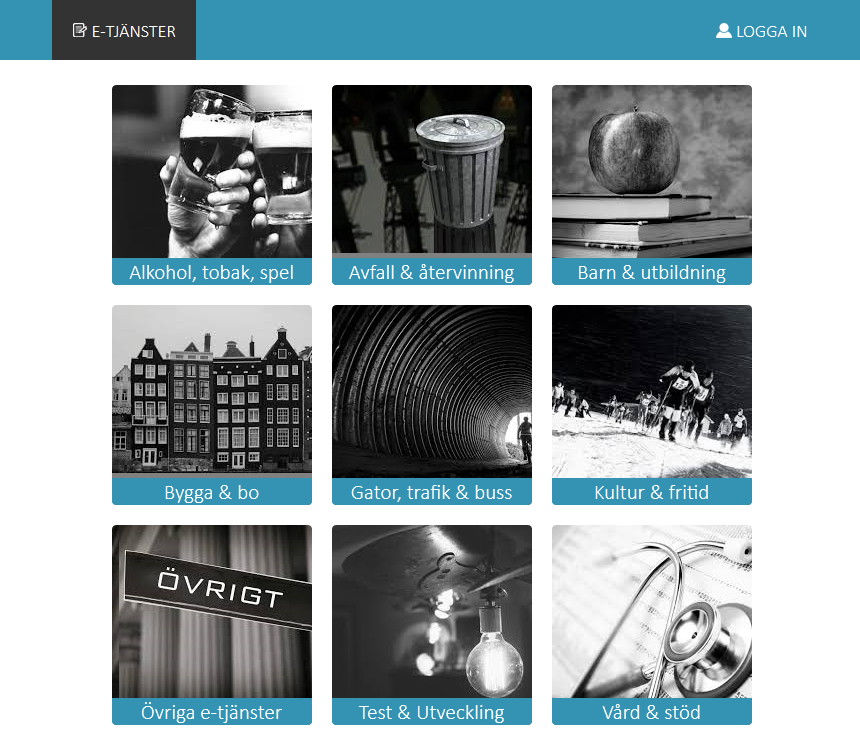 E-TJÄNSTER
LOGGA IN
Alkohol, tobak, spel
Avfall & återvinning
Barn & utbildning
Bygga & bo
Gator, trafik & buss
Kultur & fritid
ÖVRIGT
Övriga e-tjänster
Test & Utveckling
Vård & stöd